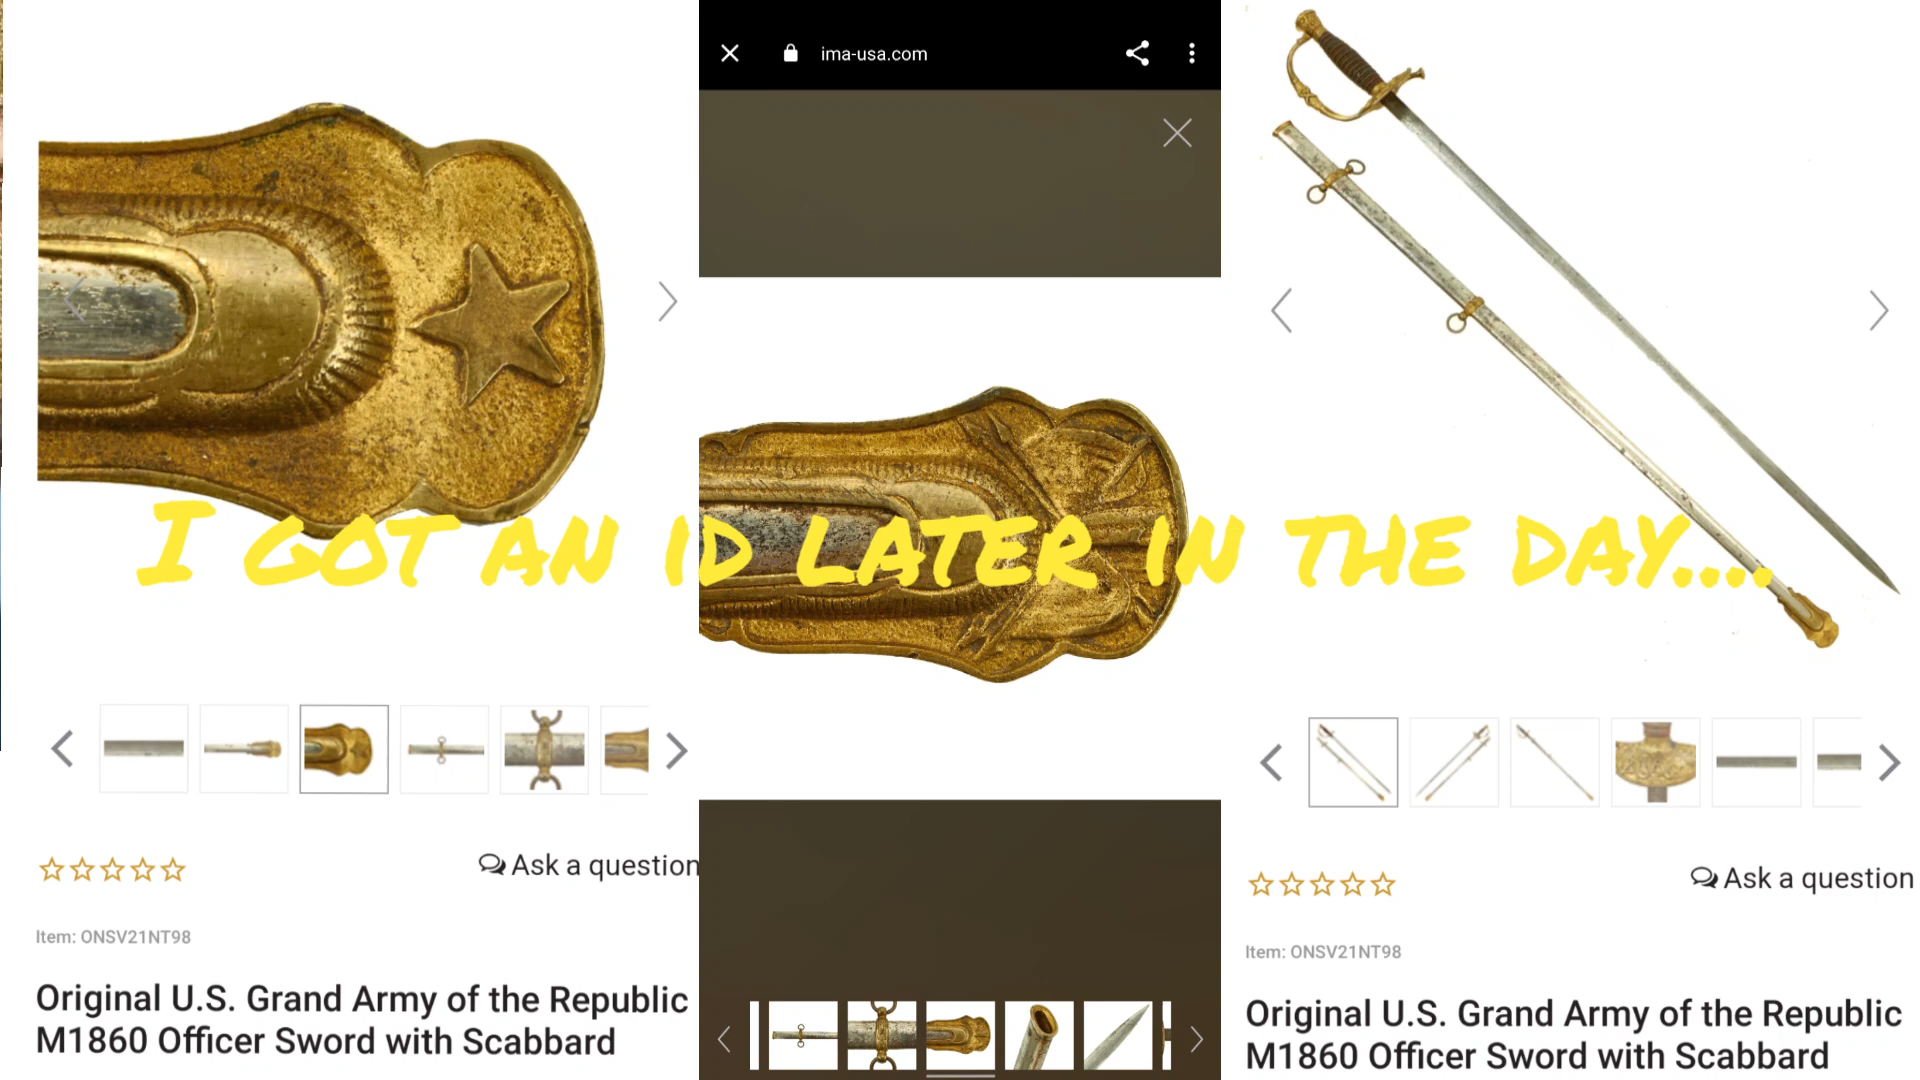 ima-usa.com
I GOT AN ID LATER IN THE DAY....
Ask a question
Item: ONSV21NT98
Original U.S. Grand Army of the Republic
M1860 Officer Sword with Scabbard
Ask a question
Item: ONSV21NT98
Original U.S. Grand Army of the Republic
M1860 Officer Sword with Scabbard